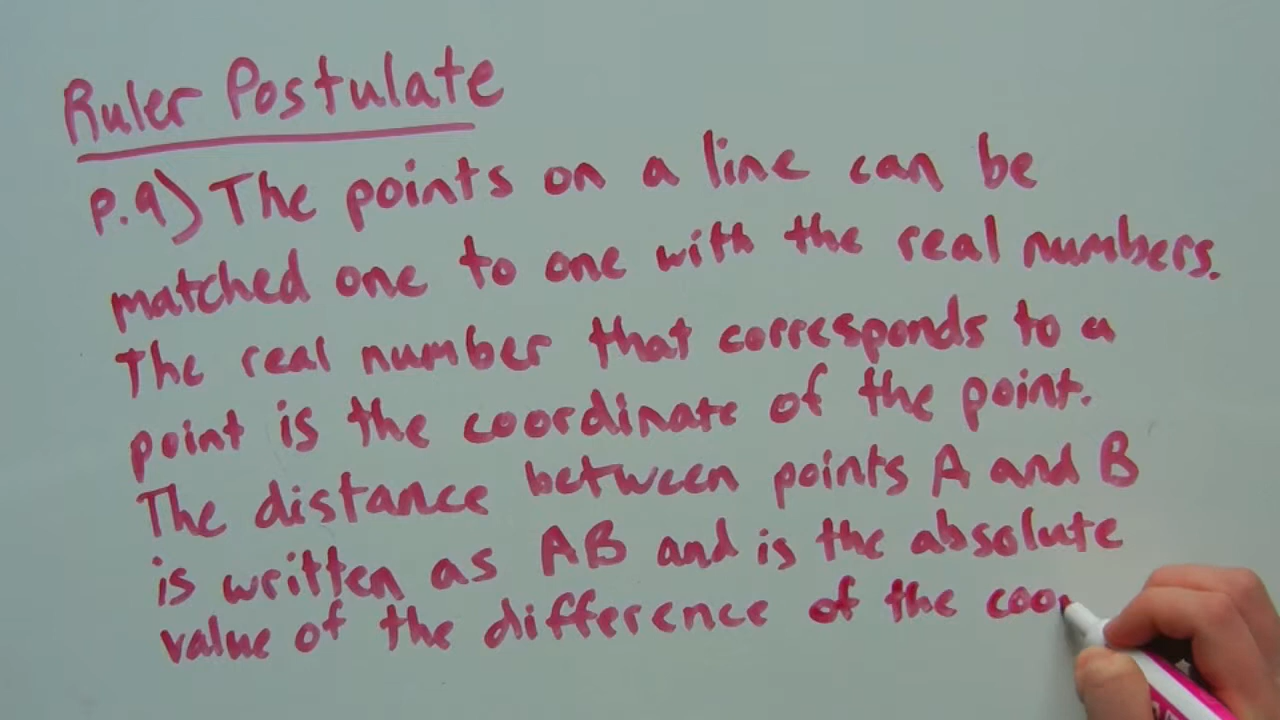 Ruler Postulate
P.9) The points on a line can be
matched one to one with the real numbers.
The real number that corresponds to a
point is the coordinate of the point.
The distance between points A and B
is written as AB and is the absolute
value of the difference of the coor